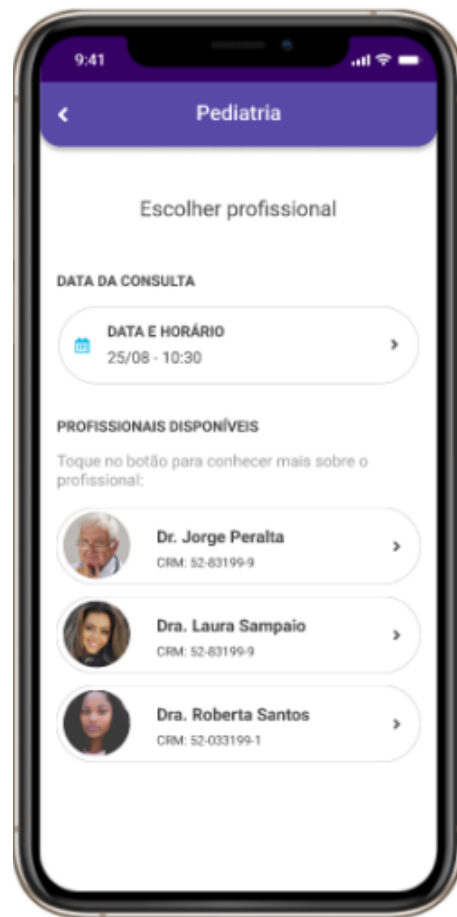 9:41
Pediatria
Escolher profissional
DATA DA CONSULTA
DATA E HORÁRIO
25/08 - 10:30
PROFISSIONAIS DISPONÍVEIS
Toque no botão para conhecer mais sobre o
profissional:
Dr. Jorge Peralta
CRM: 52-83199-9
Dra. Laura Sampaio
CRM: 52-83199-9
Dra. Roberta Santos
CRM: 52-033199-1